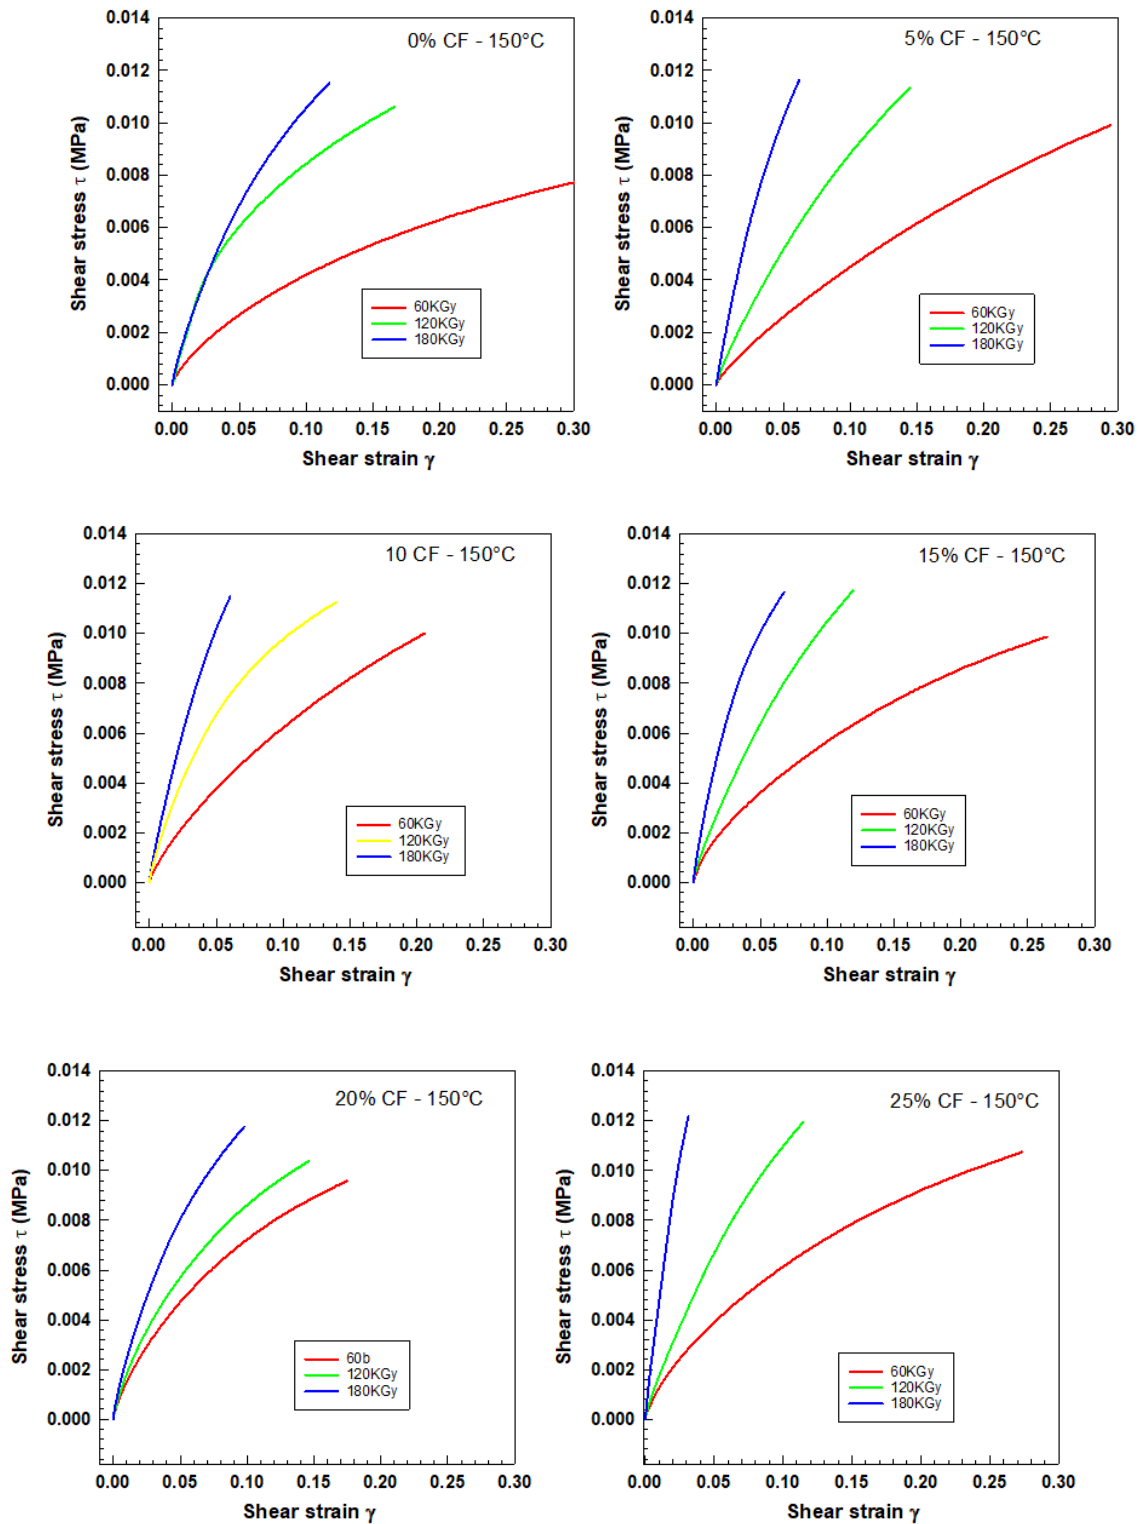 0% CF - 150°C
Shear stress τ (MPa)
0.014
0.012
0.010
0.008
0.006
0.004
0.002
0.000
60KGy
120KGy
180KGy
0.00 0.05 0.10 0.15 0.20 0.25 0.30
Shear strain γ
5% CF - 150°C
Shear stress τ (MPa)
0.014
0.012
0.010
0.008
0.006
0.004
0.002
0.000
60KGy
120KGy
180KGy
0.00 0.05 0.10 0.15 0.20 0.25 0.30
Shear strain γ
10 CF - 150°C
Shear stress τ (MPa)
0.014
0.012
0.010
0.008
0.006
0.004
0.002
0.000
60KGy
120KGy
180KGy
0.00 0.05 0.10 0.15 0.20 0.25 0.30
Shear strain γ
15% CF - 150°C
Shear stress τ (MPa)
0.014
0.012
0.010
0.008
0.006
0.004
0.002
0.000
60KGy
120KGy
180KGy
0.00 0.05 0.10 0.15 0.20 0.25 0.30
Shear strain γ
20% CF - 150°C
Shear stress τ (MPa)
0.014
0.012
0.010
0.008
0.006
0.004
0.002
0.000
60b
120KGy
180KGy
0.00 0.05 0.10 0.15 0.20 0.25 0.30
Shear strain γ
25% CF - 150°C
Shear stress τ (MPa)
0.014
0.012
0.010
0.008
0.006
0.004
0.002
0.000
60KGy
120KGy
180KGy
0.00 0.05 0.10 0.15 0.20 0.25 0.30
Shear strain γ